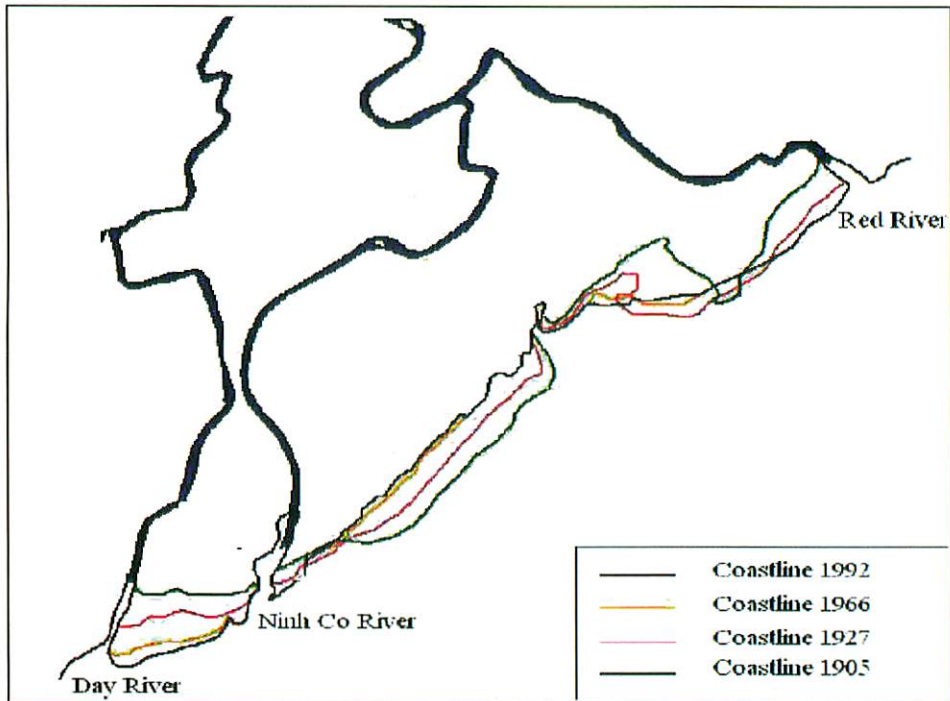 Red River
Ninh Co River
Day River
Coastline 1992
Coastline 1966
Coastline 1927
Coastline 1905